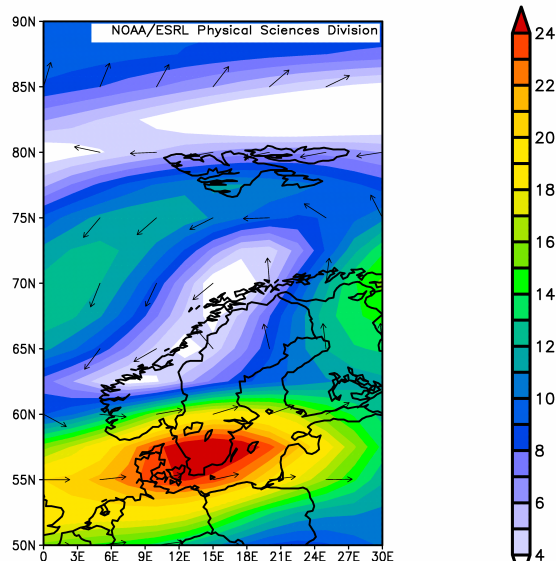 90N
NOAA/ESRL Physical Sciences Division
85N
80N
75N
70N
65N
60N
55N
50N
0 3E 6E 9E 12E 15E 18E 21E 24E 27E 30E
24
22
20
18
16
14
12
10
8
6
4